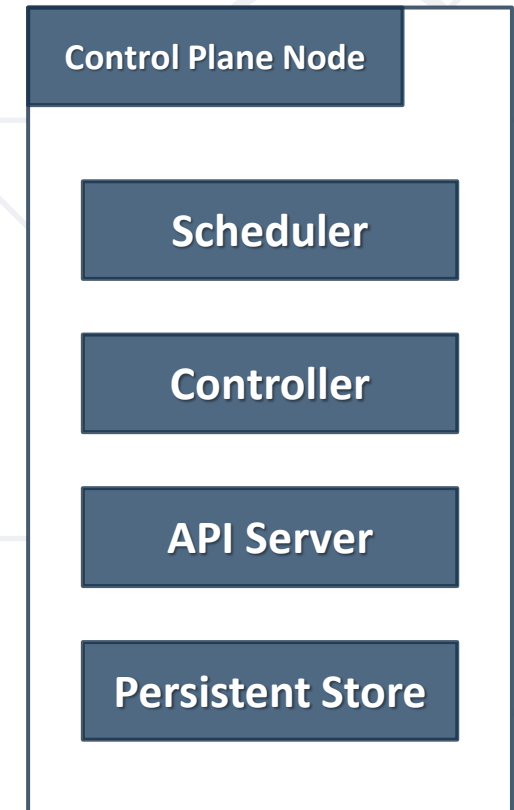 Control Plane Node
Scheduler
Controller
API Server
Persistent Store